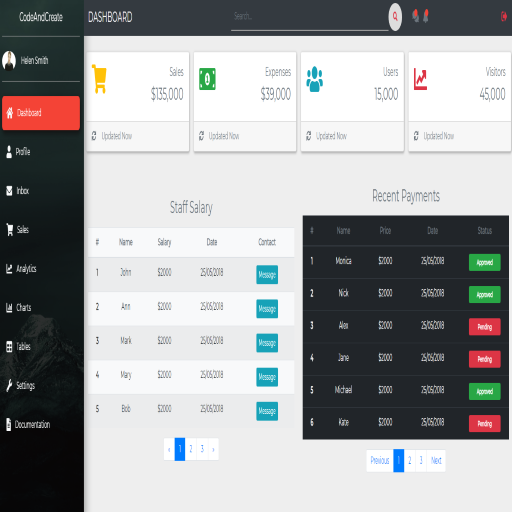 CodeAndCreate
DASHBOARD
Search...
Helen Smith
Dashboard
Profile
Inbox
Sales
Analytics
Charts
Tables
Settings
Documentation
Sales
$135,000
Updated Now
Expenses
$39,000
Updated Now
Users
15,000
Updated Now
Visitors
45,000
Updated Now
Staff Salary
# Name Salary Date Contact
1 John $2000 25/05/2018 Message
2 Ann $2000 25/05/2018 Message
3 Mark $2000 25/05/2018 Message
4 Mary $2000 25/05/2018 Message
5 Bob $2000 25/05/2018 Message
« 1 2 3 »
Recent Payments
# Name Price Date Status
1 Monica $2000 25/05/2018 Approved
2 Nick $2000 25/05/2018 Approved
3 Alex $2000 25/05/2018 Pending
4 Jane $2000 25/05/2018 Pending
5 Michael $2000 25/05/2018 Approved
6 Kate $2000 25/05/2018 Pending
Previous 1 2 3 Next